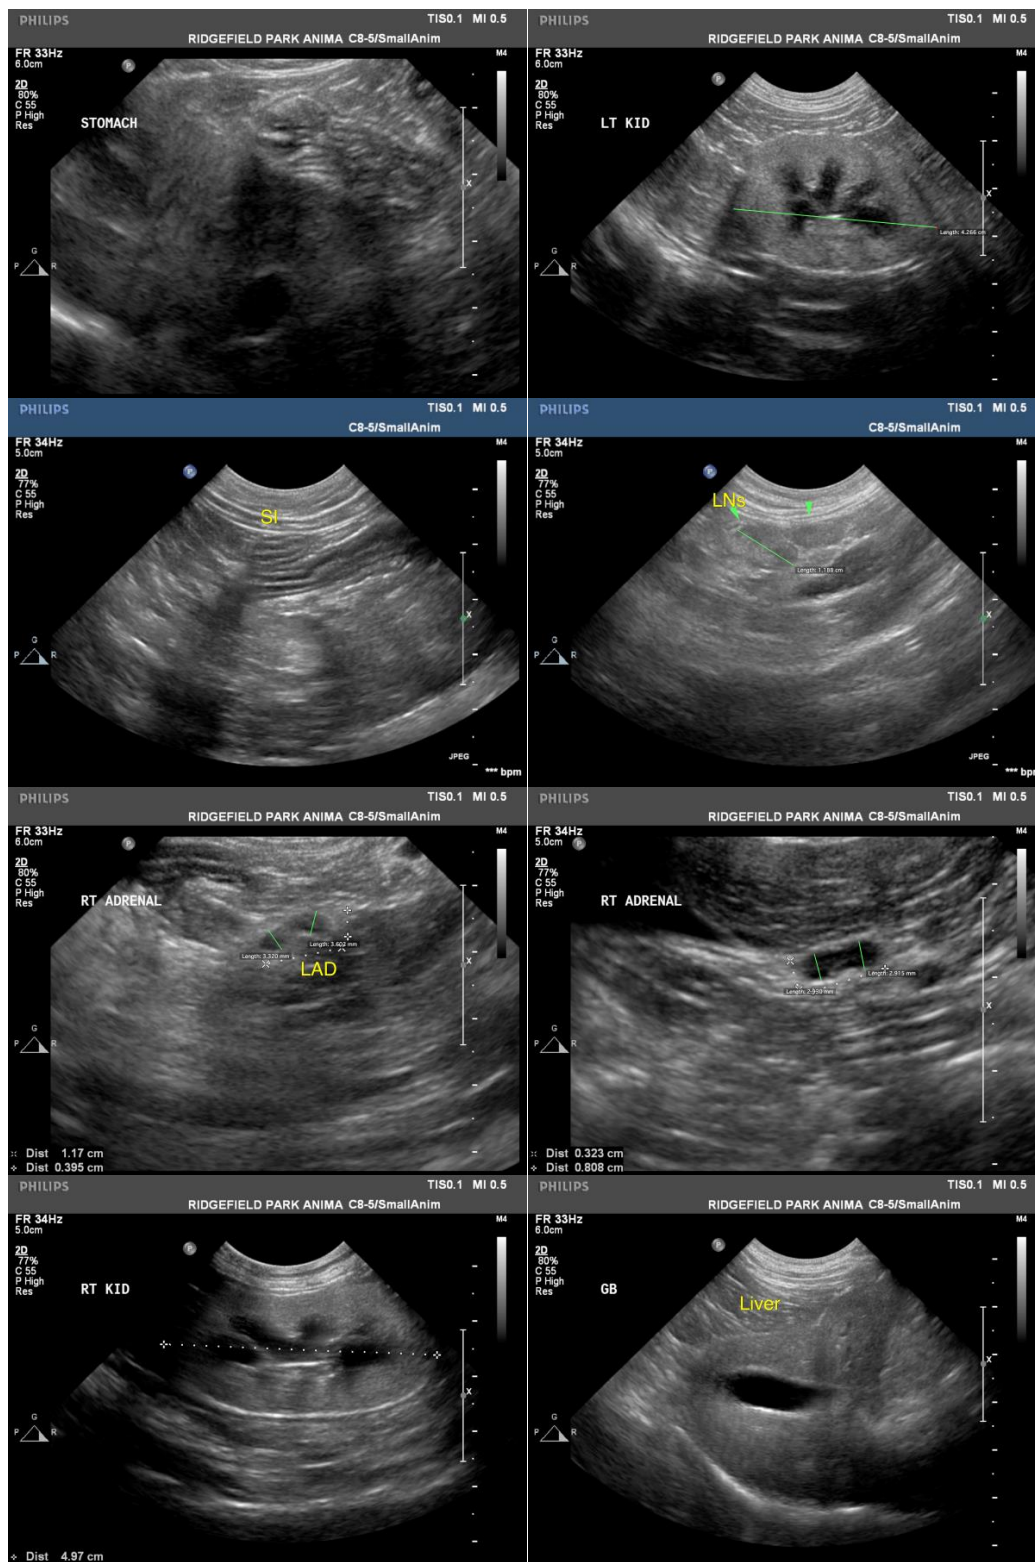 PHILIPS
TIS0.1 MI 0.5
RIDGEFIELD PARK ANIMA C8-5/SmallAnim
FR 33Hz
6.0cm
M4
2D
80%
C 55
P High
Res
P
STOMACH
X
G
P R
PHILIPS
TIS0.1 MI 0.5
RIDGEFIELD PARK ANIMA C8-5/SmallAnim
FR 33Hz
6.0cm
M4
2D
80%
C 55
P High
Res
P
LT KID
X
Length: 4.266 cm
G
P R
PHILIPS
TIS0.1 MI 0.5
C8-5/SmallAnim
FR 34Hz
5.0cm
M4
2D
77%
C 55
P High
Res
P
SI
X
G
P R
JPEG
*** bpm
PHILIPS
TIS0.1 MI 0.5
C8-5/SmallAnim
FR 34Hz
5.0cm
M4
2D
77%
C 55
P High
Res
P
LNs
Length: 1.188 cm
X
G
P R
JPEG
*** bpm
PHILIPS
TIS0.1 MI 0.5
RIDGEFIELD PARK ANIMA C8-5/SmallAnim
FR 33Hz
6.0cm
M4
2D
80%
C 55
P High
Res
P
RT ADRENAL
Length: 3.602 mm
Length: 3.320 mm
LAD
X
G
P R
Dist 1.17 cm
Dist 0.395 cm
PHILIPS
TIS0.1 MI 0.5
RIDGEFIELD PARK ANIMA C8-5/SmallAnim
FR 34Hz
5.0cm
M4
2D
77%
C 55
P High
Res
P
RT ADRENAL
Length: 2.915 mm
X
G
P R
Dist 0.323 cm
Dist 0.808 cm
PHILIPS
TIS0.1 MI 0.5
RIDGEFIELD PARK ANIMA C8-5/SmallAnim
FR 34Hz
5.0cm
M4
2D
77%
C 55
P High
Res
P
RT KID
X
G
P R
Dist 4.97 cm
PHILIPS
TIS0.1 MI 0.5
RIDGEFIELD PARK ANIMA C8-5/SmallAnim
FR 33Hz
6.0cm
M4
2D
80%
C 55
P High
Res
P
GB
Liver
X
G
P R